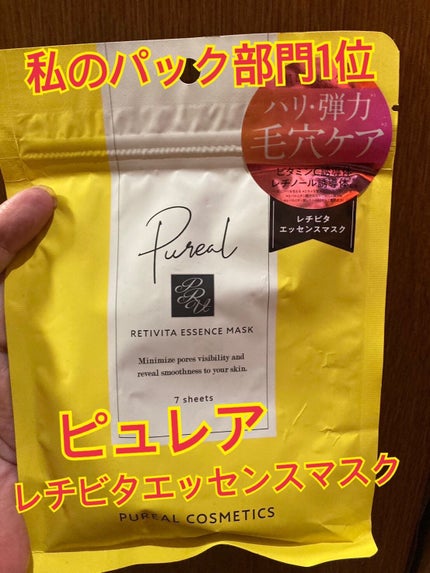 私のパック部門1位
ハリ・弾力
毛穴ケア
ビタミンC誘導体
レチノール誘導体
レチビタ
エッセンスマスク
Pureal
PRU
RETIVITA ESSENCE MASK
Minimize pores visibility and
reveal smoothness to your skin.
7 sheets
ピュレア
レチビタエッセンスマスク
PUREAL COSMETICS